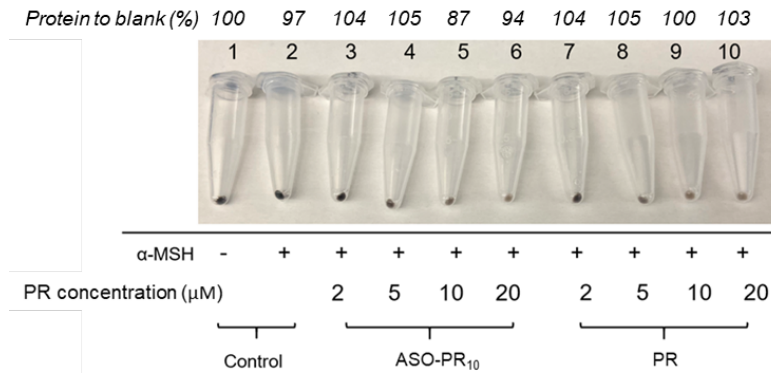 Protein to blank (%) 100 97 104 105 87 94 104 105 100 103
1 2 3 4 5 6 7 8 9 10
α-MSH - + + + + + + + + +
PR concentration (μM) 2 5 10 20 2 5 10 20
Control ASO-PR₁₀ PR